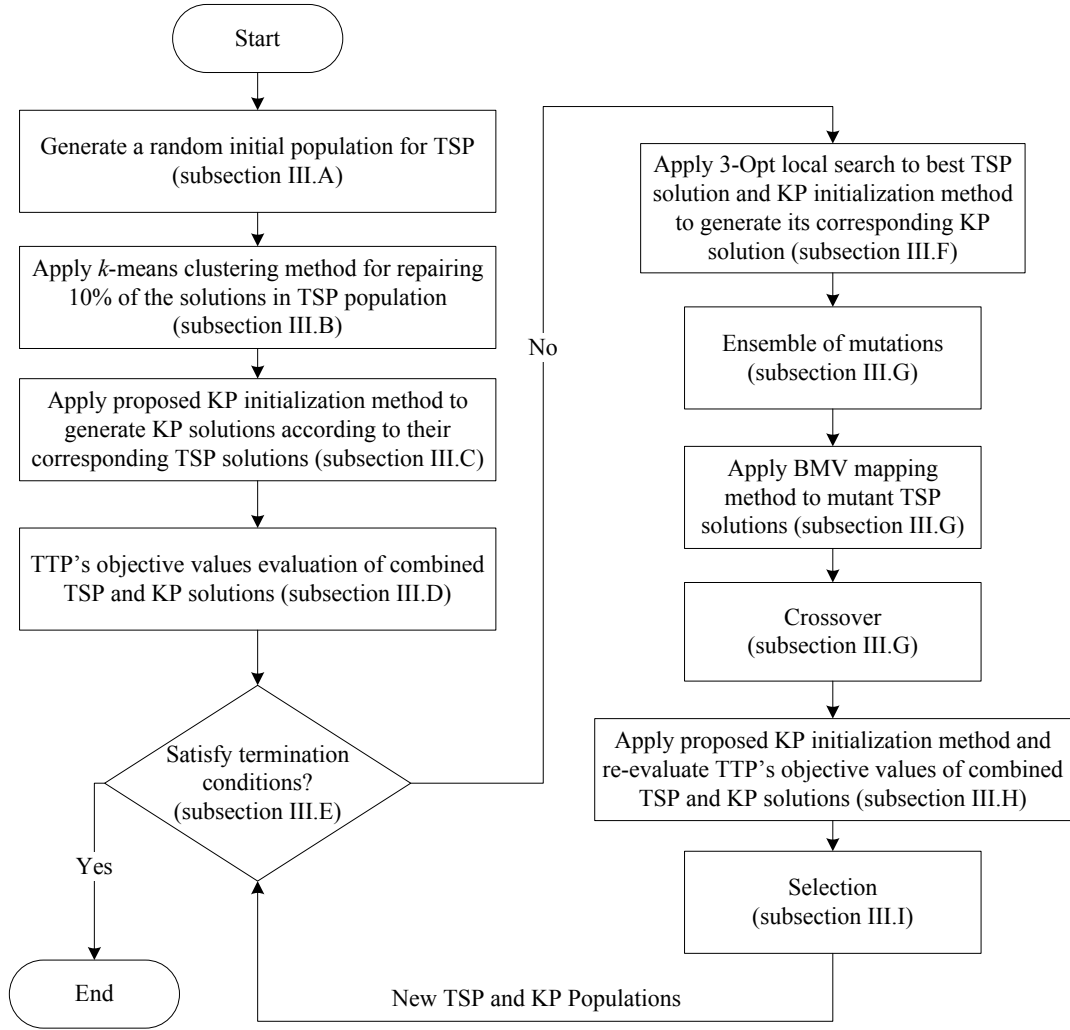 Start
Generate a random initial population for TSP
(subsection III.A)
Apply k-means clustering method for repairing
10% of the solutions in TSP population
(subsection III.B)
Apply proposed KP initialization method to
generate KP solutions according to their
corresponding TSP solutions (subsection III.C)
TTP's objective values evaluation of combined
TSP and KP solutions (subsection III.D)
Satisfy termination
conditions?
(subsection III.E)
Yes
End
No
Apply 3-Opt local search to best TSP
solution and KP initialization method
to generate its corresponding KP
solution (subsection III.F)
Ensemble of mutations
(subsection III.G)
Apply BMV mapping
method to mutant TSP
solutions (subsection III.G)
Crossover
(subsection III.G)
Apply proposed KP initialization method and
re-evaluate TTP's objective values of combined
TSP and KP solutions (subsection III.H)
Selection
(subsection III.I)
New TSP and KP Populations